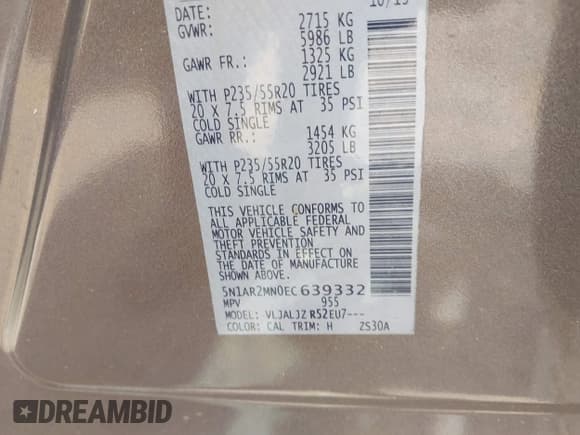 DATE: 10/13
GVWR: 2715 KG
5986 LB
GAWR FR.: 1325 KG
2921 LB
WITH P235/55R20 TIRES
20 X 7.5 RIMS AT 35 PSI
COLD SINGLE
GAWR RR.: 1454 KG
3205 LB
WITH P235/55R20 TIRES
20 X 7.5 RIMS AT 35 PSI
COLD SINGLE
THIS VEHICLE CONFORMS TO
ALL APPLICABLE FEDERAL
MOTOR VEHICLE SAFETY AND
THEFT PREVENTION
STANDARDS IN EFFECT ON
THE DATE OF MANUFACTURE
SHOWN ABOVE.
5N1AR2MN0EC639332
MPV 955
MODEL: VLJALJZ R52EU7---
COLOR: CAL TRIM: H ZS30A
DREAMBID